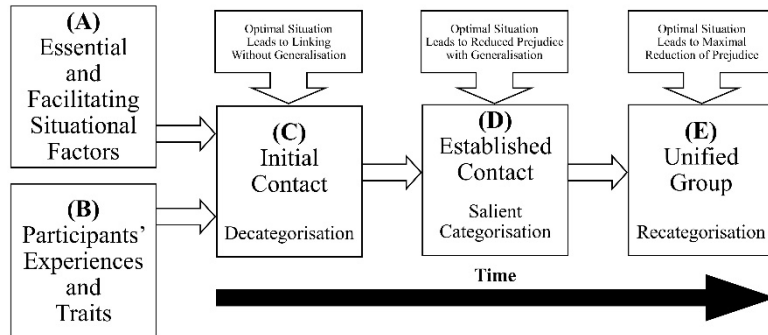 (A)
Essential
and
Facilitating
Situational
Factors
(B)
Participants’
Experiences
and
Traits
Optimal Situation
Leads to Linking
Without Generalisation
(C)
Initial
Contact
Decategorisation
Optimal Situation
Leads to Reduced Prejudice
with Generalisation
(D)
Established
Contact
Salient
Categorisation
Optimal Situation
Leads to Maximal
Reduction of Prejudice
(E)
Unified
Group
Recategorisation
Time